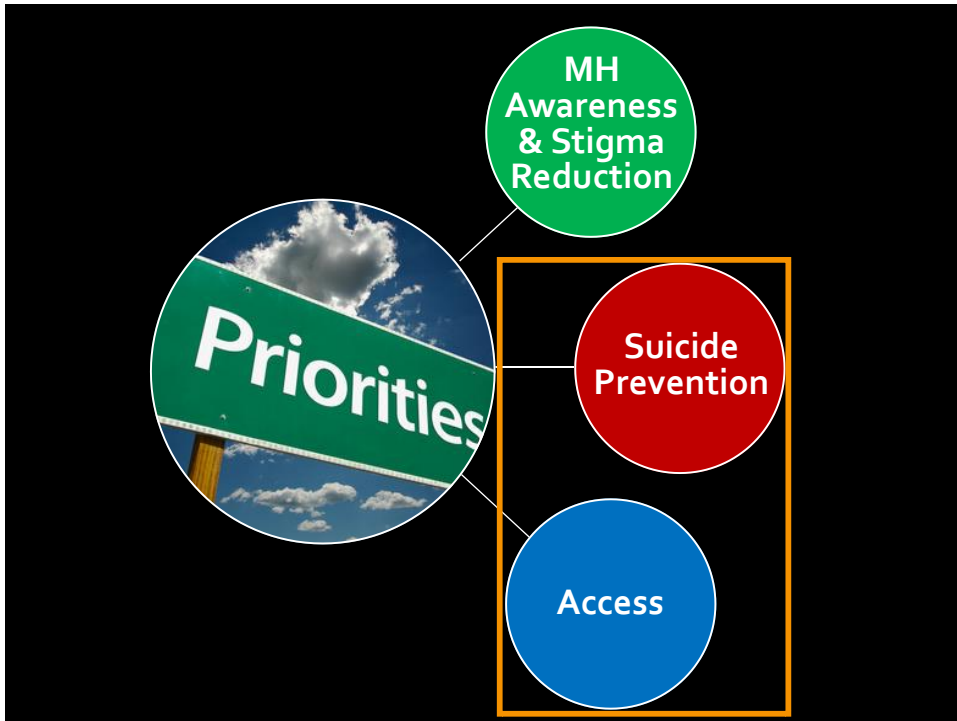 MH
Awareness
& Stigma
Reduction
Priorities
Suicide
Prevention
Access